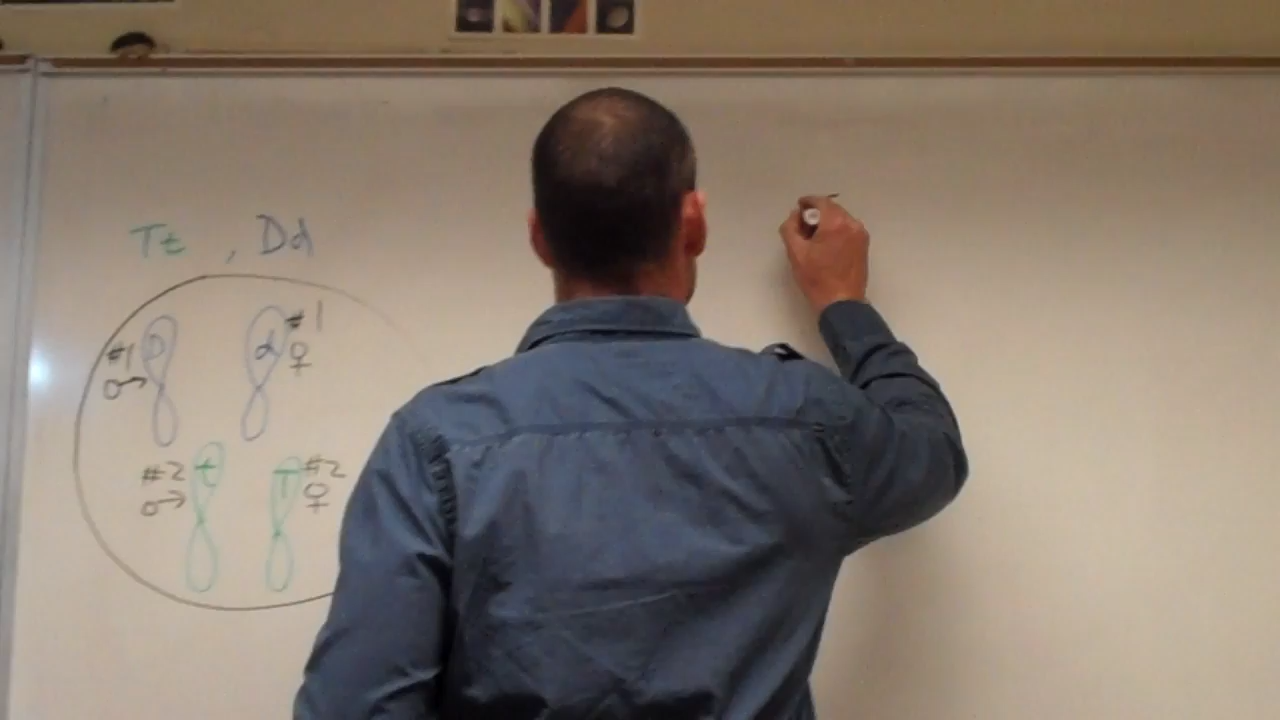 Tt , Dd
#1 ♂ D d #1 ♀
#2 ♂ t T #2 ♀